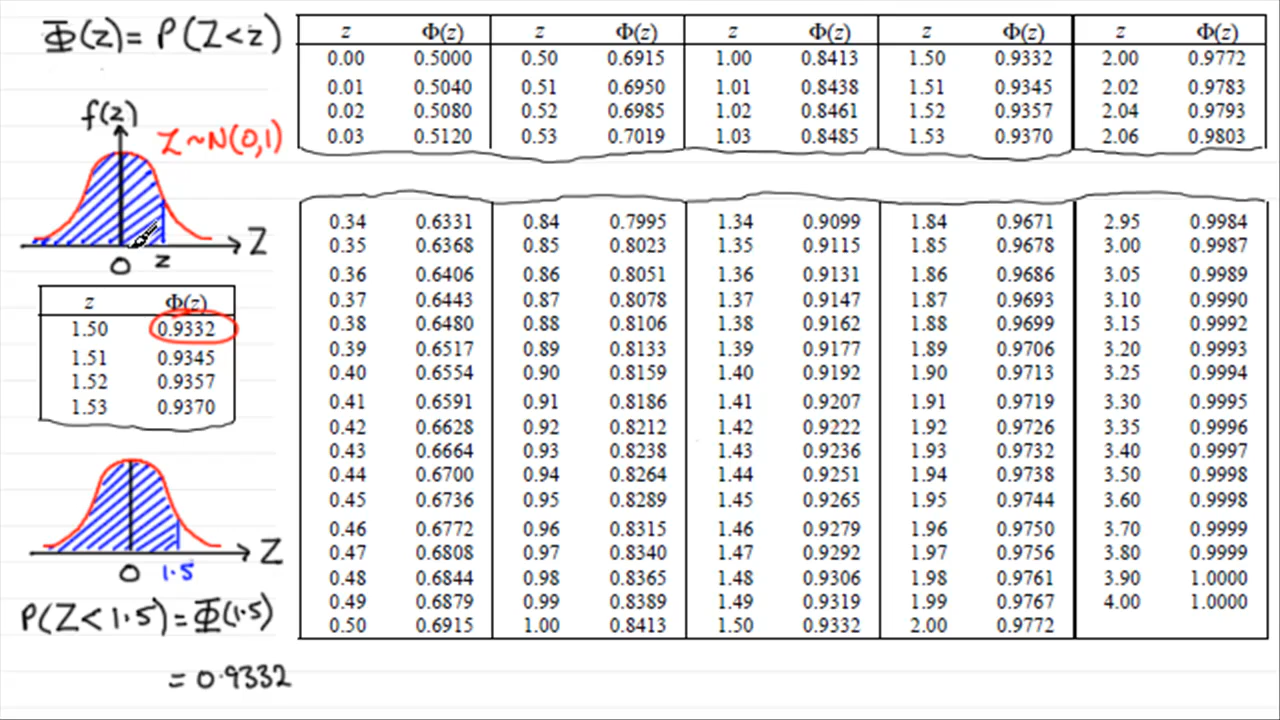 Φ(z) = P(Z < z)
f(z)
Z ~ N(0,1)
Z
0 z
z Φ(z)
1.50 0.9332
1.51 0.9345
1.52 0.9357
1.53 0.9370
Z
0 1.5
P(Z < 1.5) = Φ(1.5)
= 0.9332
z Φ(z) z Φ(z) z Φ(z) z Φ(z) z Φ(z)
0.00 0.5000 0.50 0.6915 1.00 0.8413 1.50 0.9332 2.00 0.9772
0.01 0.5040 0.51 0.6950 1.01 0.8438 1.51 0.9345 2.02 0.9783
0.02 0.5080 0.52 0.6985 1.02 0.8461 1.52 0.9357 2.04 0.9793
0.03 0.5120 0.53 0.7019 1.03 0.8485 1.53 0.9370 2.06 0.9803
0.34 0.6331 0.84 0.7995 1.34 0.9099 1.84 0.9671 2.95 0.9984
0.35 0.6368 0.85 0.8023 1.35 0.9115 1.85 0.9678 3.00 0.9987
0.36 0.6406 0.86 0.8051 1.36 0.9131 1.86 0.9686 3.05 0.9989
0.37 0.6443 0.87 0.8078 1.37 0.9147 1.87 0.9693 3.10 0.9990
0.38 0.6480 0.88 0.8106 1.38 0.9162 1.88 0.9699 3.15 0.9992
0.39 0.6517 0.89 0.8133 1.39 0.9177 1.89 0.9706 3.20 0.9993
0.40 0.6554 0.90 0.8159 1.40 0.9192 1.90 0.9713 3.25 0.9994
0.41 0.6591 0.91 0.8186 1.41 0.9207 1.91 0.9719 3.30 0.9995
0.42 0.6628 0.92 0.8212 1.42 0.9222 1.92 0.9726 3.35 0.9996
0.43 0.6664 0.93 0.8238 1.43 0.9236 1.93 0.9732 3.40 0.9997
0.44 0.6700 0.94 0.8264 1.44 0.9251 1.94 0.9738 3.50 0.9998
0.45 0.6736 0.95 0.8289 1.45 0.9265 1.95 0.9744 3.60 0.9998
0.46 0.6772 0.96 0.8315 1.46 0.9279 1.96 0.9750 3.70 0.9999
0.47 0.6808 0.97 0.8340 1.47 0.9292 1.97 0.9756 3.80 0.9999
0.48 0.6844 0.98 0.8365 1.48 0.9306 1.98 0.9761 3.90 1.0000
0.49 0.6879 0.99 0.8389 1.49 0.9319 1.99 0.9767 4.00 1.0000
0.50 0.6915 1.00 0.8413 1.50 0.9332 2.00 0.9772